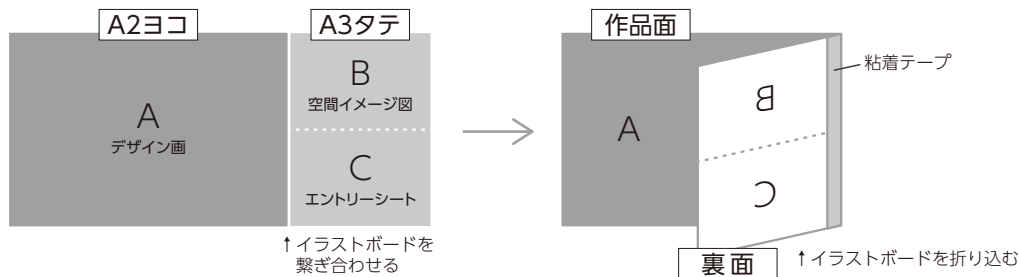 A2ヨコ
A3タテ
A
デザイン画
B
空間イメージ図
C
エントリーシート
↑イラストボードを
繋ぎ合わせる
作品面
粘着テープ
A
B
C
裏面
↑イラストボードを折り込む